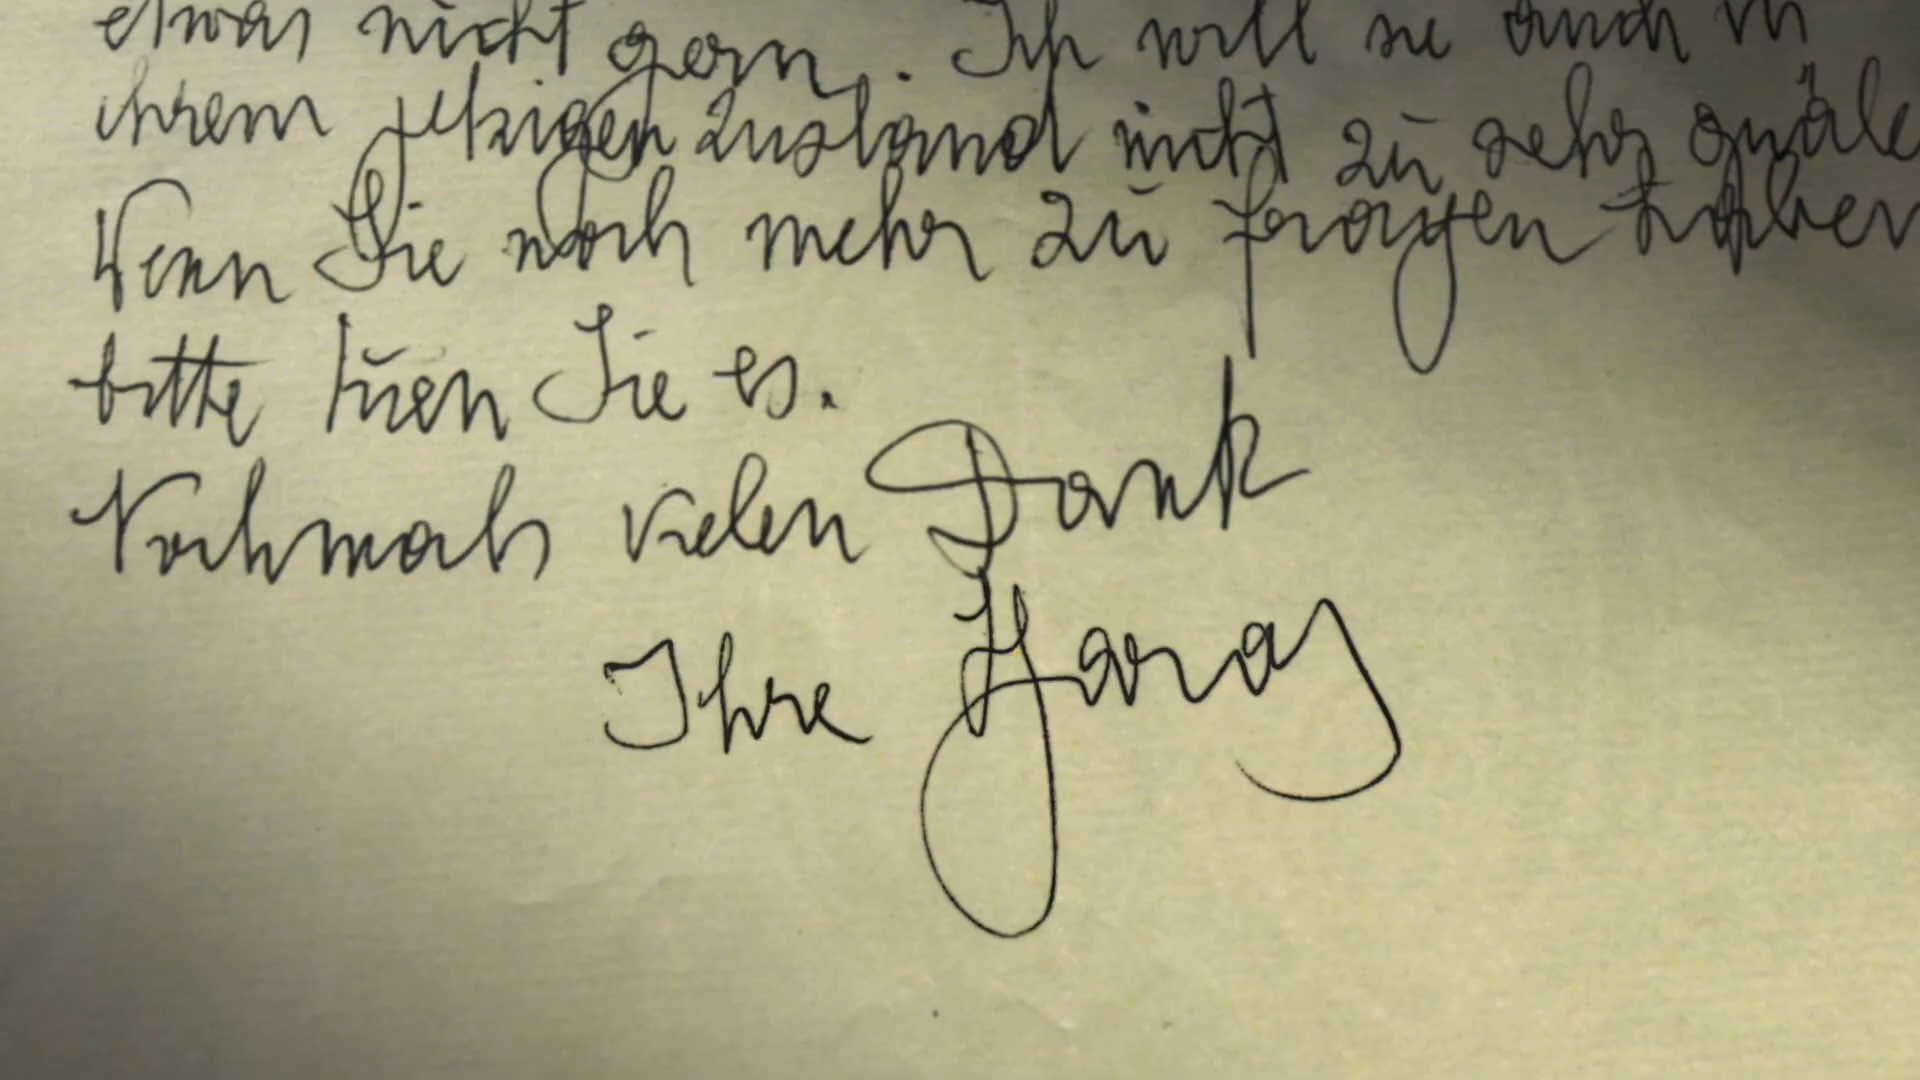 etwas nicht gern. Ich will sie auch in
ihrem jetzigen Zustand nicht zu sehr quäle
Wenn Sie noch mehr zu fragen haben
bitte tuen Sie es.
Nochmals vielen Dank
Ihre